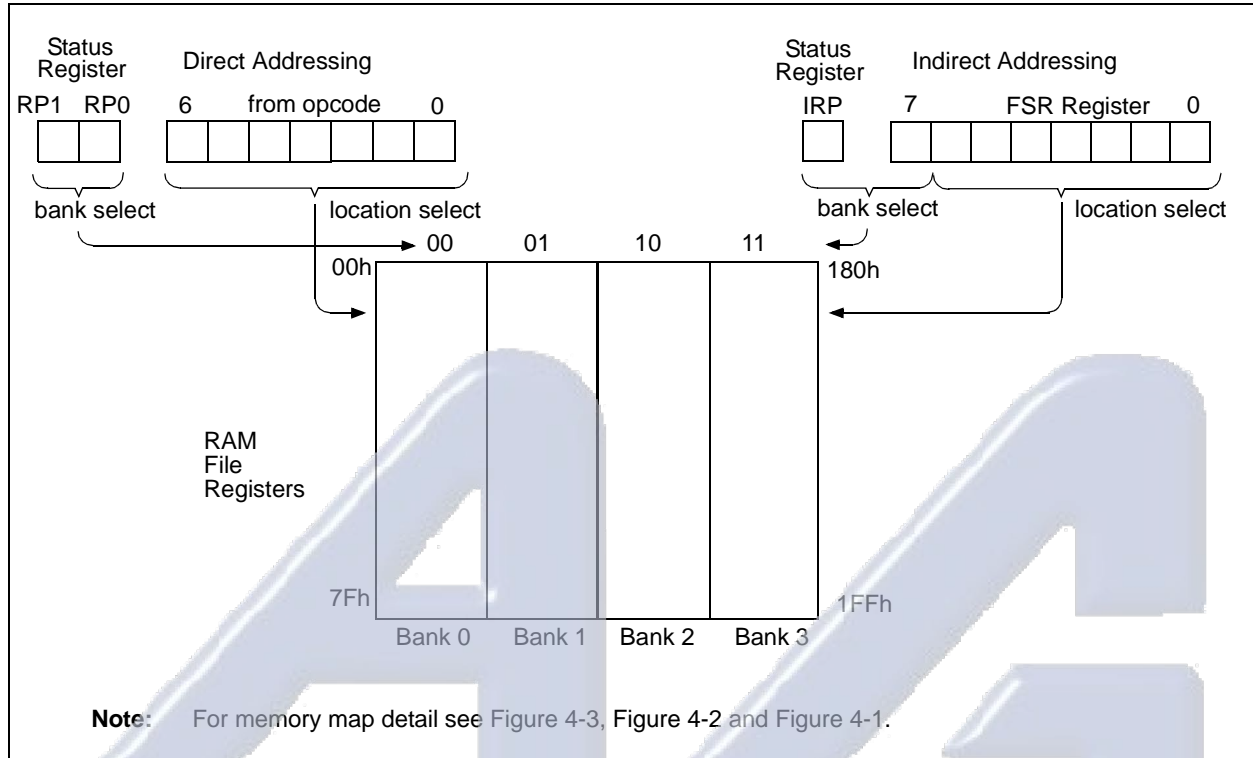 Status
Register
Direct Addressing
Status
Register
Indirect Addressing
RP1 RP0
6 from opcode 0
IRP
7 FSR Register 0
bank select
location select
bank select
location select
00 01 10 11
00h
180h
RAM
File
Registers
7Fh
1FFh
Bank 0 Bank 1 Bank 2 Bank 3
Note: For memory map detail see Figure 4-3, Figure 4-2 and Figure 4-1.